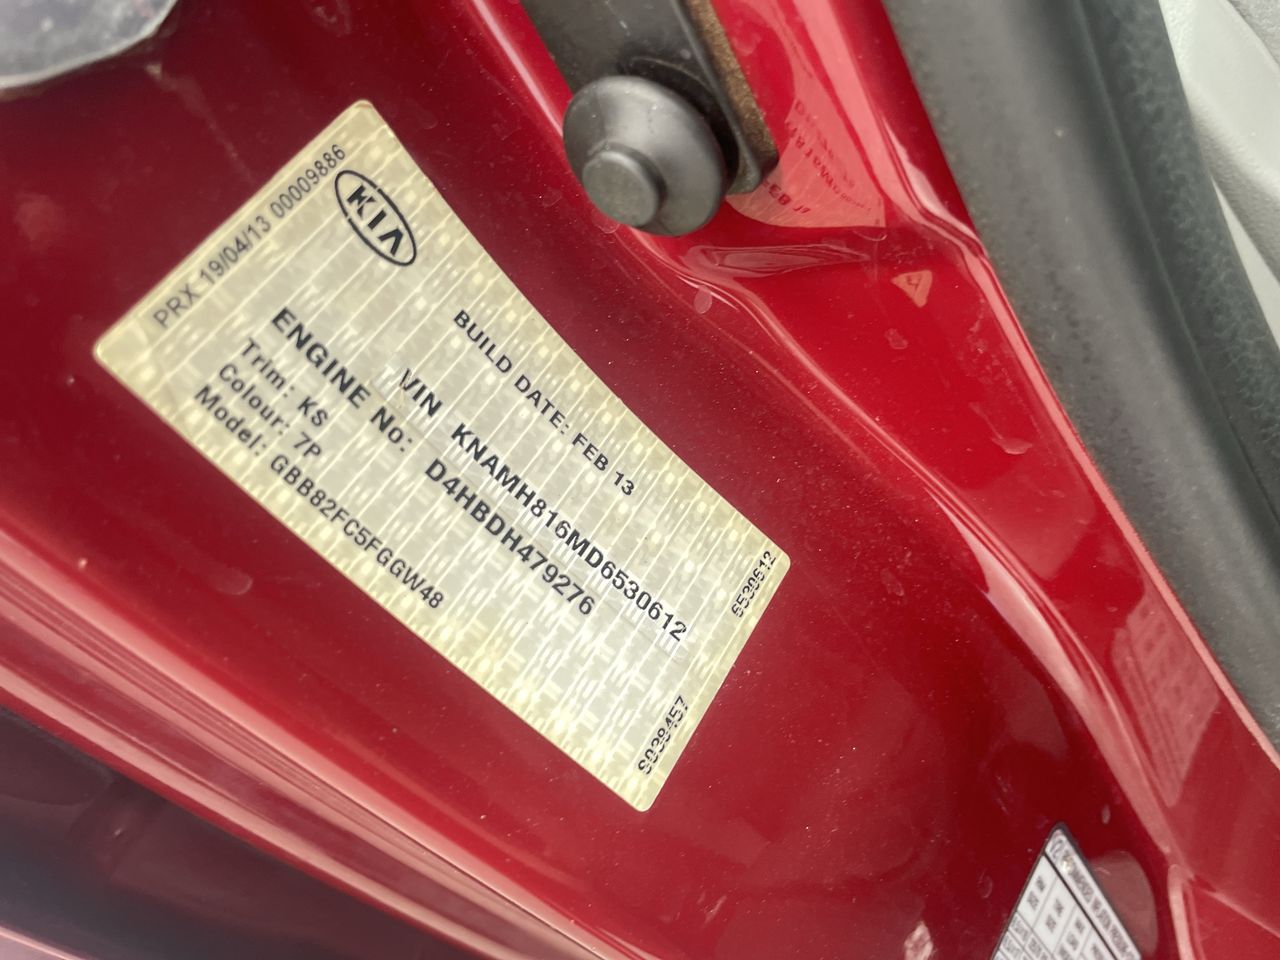 PRX 19/04/13 00009886
KIA
BUILD DATE: FEB 13
VIN KNAMH816MD6530612
ENGINE No: D4HBDH479276
Trim: KS
Colour: 7P
Model: GBB82FC5FGGW48
6530612
S038457